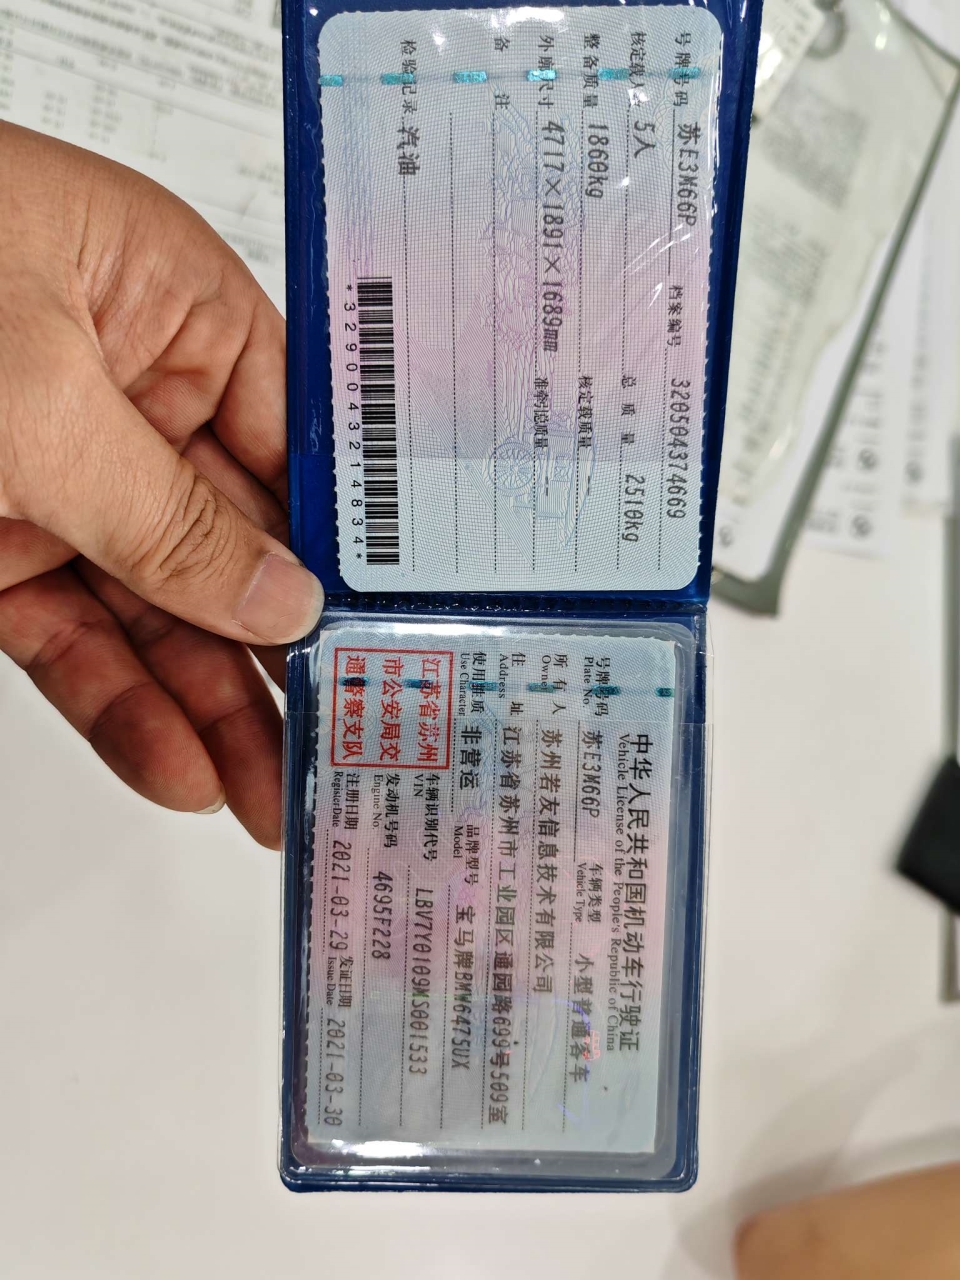 号牌号码 苏E3M66P 档案编号 320504374669
核定载人数 5人 总质量 2510kg
整备质量 1860kg 核定载质量 --
外廓尺寸 4717×1891×1689mm 准牵引总质量 --
备注
检验记录 汽油
*3290043214834*
中华人民共和国机动车行驶证
Vehicle License of the People's Republic of China
号牌号码 苏E3M66P 车辆类型 小型普通客车
Plate No. Vehicle Type
所有人 苏州若友信息技术有限公司
Owner
住址 江苏省苏州市工业园区通园路699号509室
Address
使用性质 非营运 品牌型号 宝马牌BMW6475UX
Use Character Model
江苏省苏州
市公安局交
通警察支队
车辆识别代号 LBV7Y0109MS001533
VIN
发动机号码 4695F228
Engine No.
注册日期 2021-03-29 发证日期 2021-03-30
Register Date Issue Date